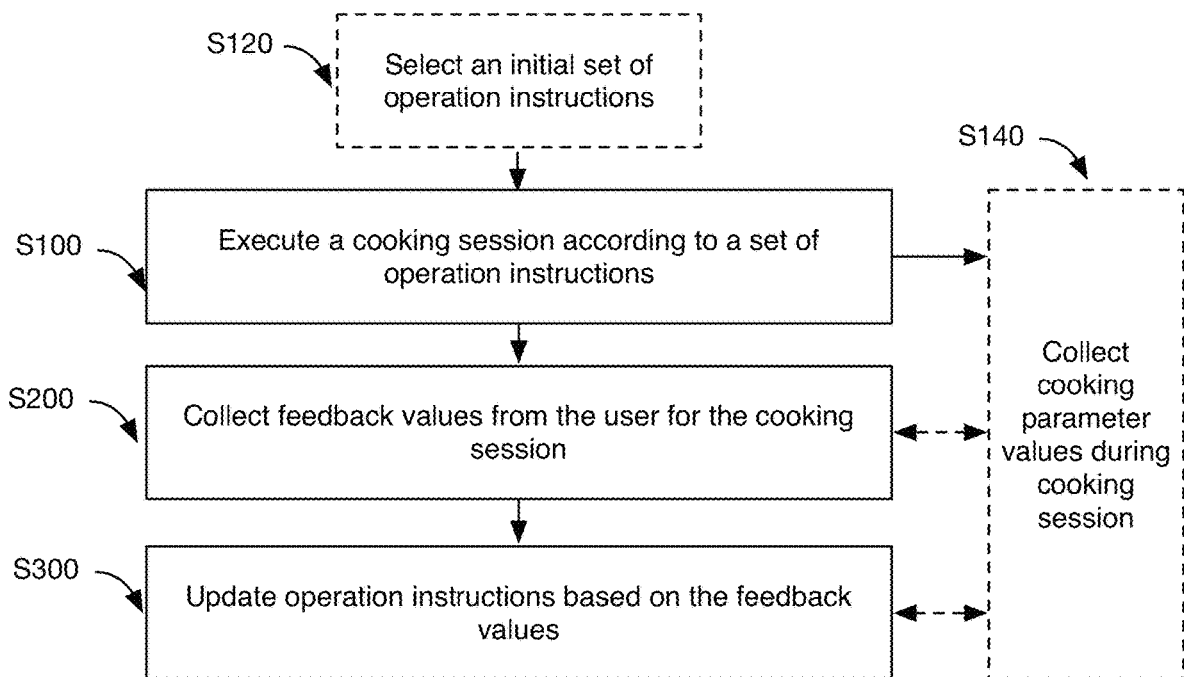 S120
Select an initial set of
operation instructions
S140
S100
Execute a cooking session according to a set of
operation instructions
S200
Collect feedback values from the user for the cooking
session
Collect
cooking
parameter
values during
cooking
session
S300
Update operation instructions based on the feedback
values